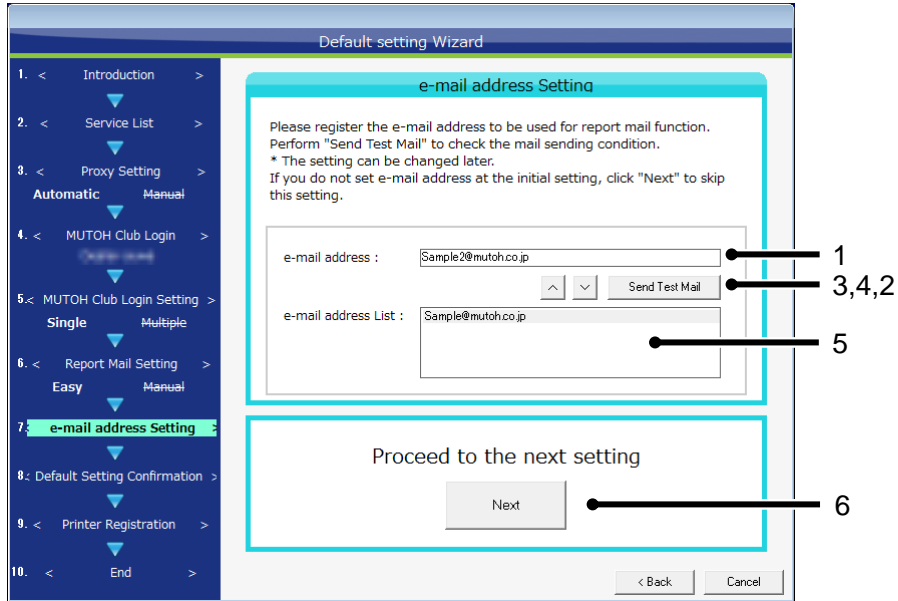 Default setting Wizard
1. < Introduction >
2. < Service List >
3. < Proxy Setting >
Automatic Manual
4. < MUTOH Club Login >
5.< MUTOH Club Login Setting >
Single Multiple
6. < Report Mail Setting >
Easy Manual
7.< e-mail address Setting >
8.< Default Setting Confirmation >
9. < Printer Registration >
10. < End >
e-mail address Setting
Please register the e-mail address to be used for report mail function.
Perform "Send Test Mail" to check the mail sending condition.
* The setting can be changed later.
If you do not set e-mail address at the initial setting, click "Next" to skip
this setting.
e-mail address : Sample2@mutoh.co.jp
Send Test Mail
e-mail address List : Sample@mutoh.co.jp
Proceed to the next setting
Next
< Back Cancel
1
3,4,2
5
6